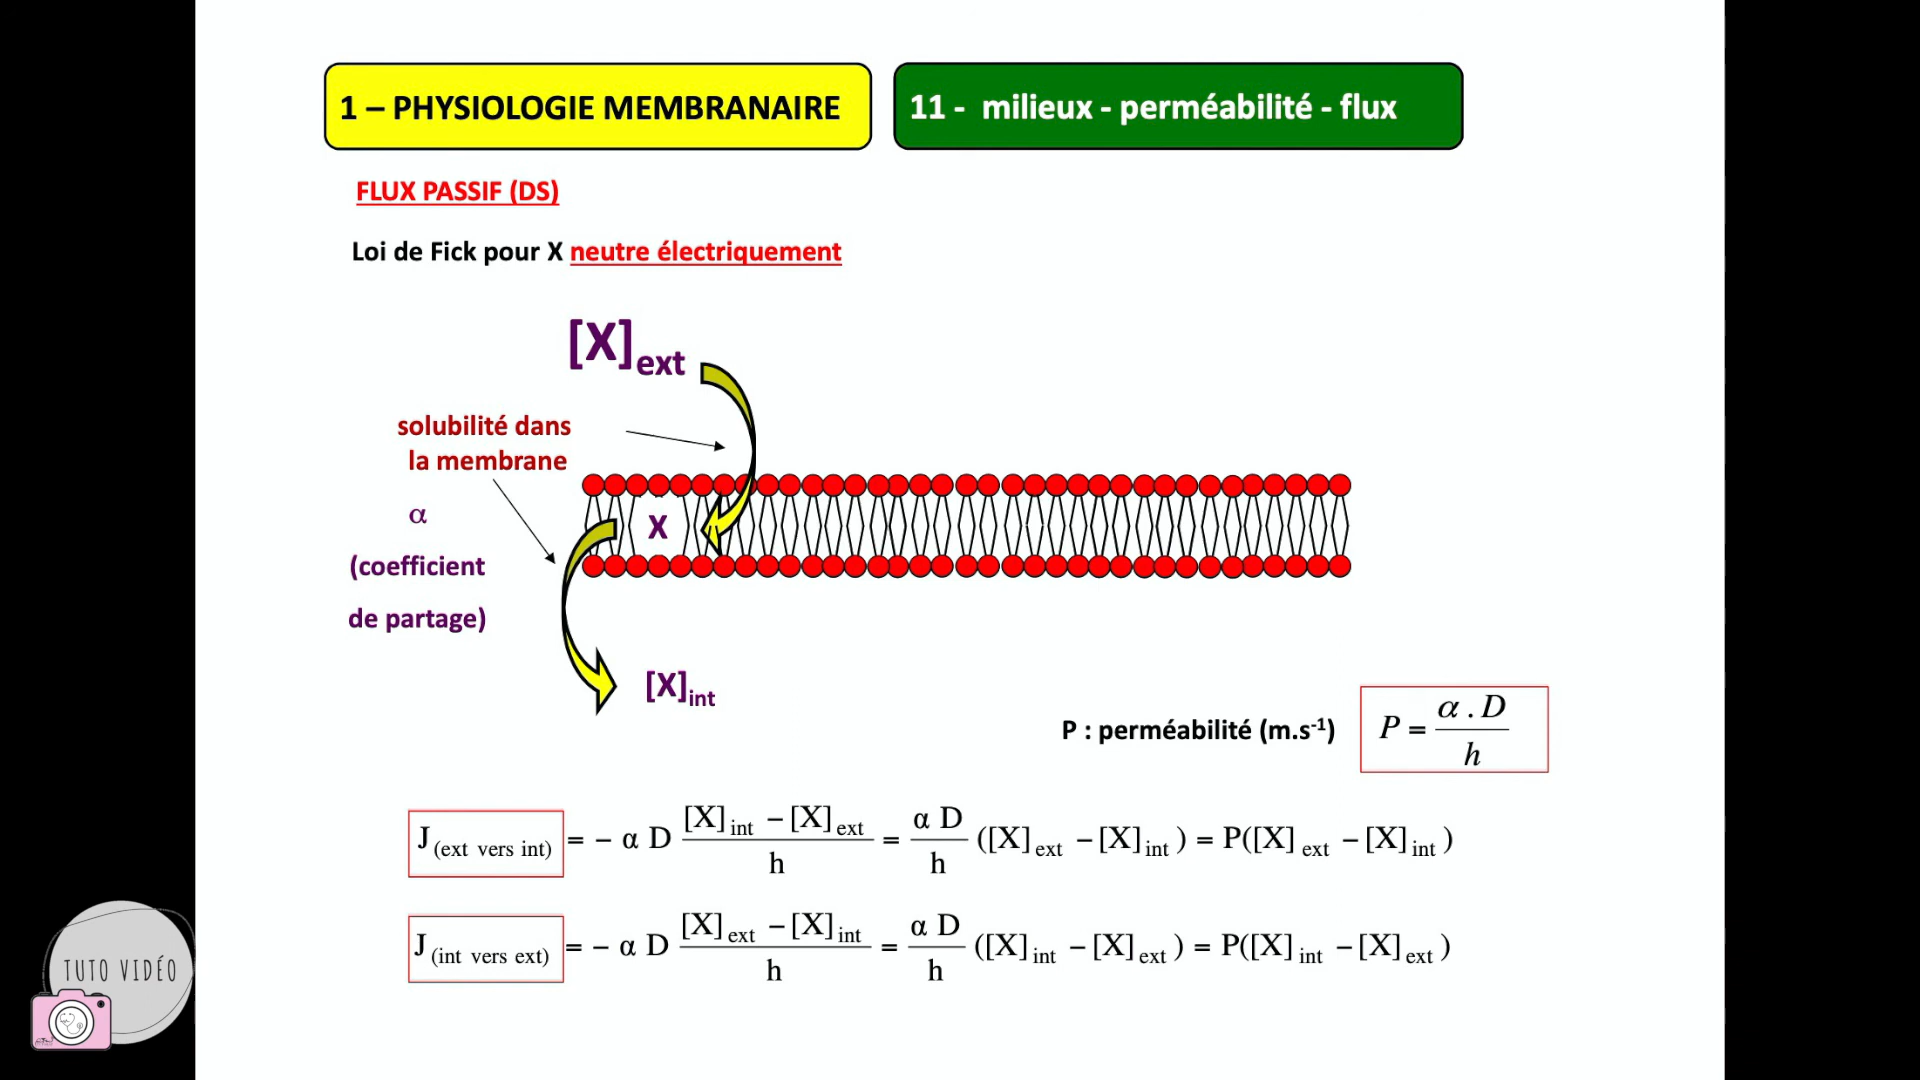 1 – PHYSIOLOGIE MEMBRANAIRE
11 - milieux - perméabilité - flux
FLUX PASSIF (DS)
Loi de Fick pour X neutre électriquement
[X]ext
solubilité dans
la membrane
α
X
(coefficient
de partage)
[X]int
P : perméabilité (m.s-1)
P = α . D / h
J (ext vers int) = − α D [X] int − [X] ext / h = α D / h ([X] ext − [X] int ) = P([X] ext − [X] int )
J (int vers ext) = − α D [X] ext − [X] int / h = α D / h ([X] int − [X] ext ) = P([X] int − [X] ext )
TUTO VIDÉO